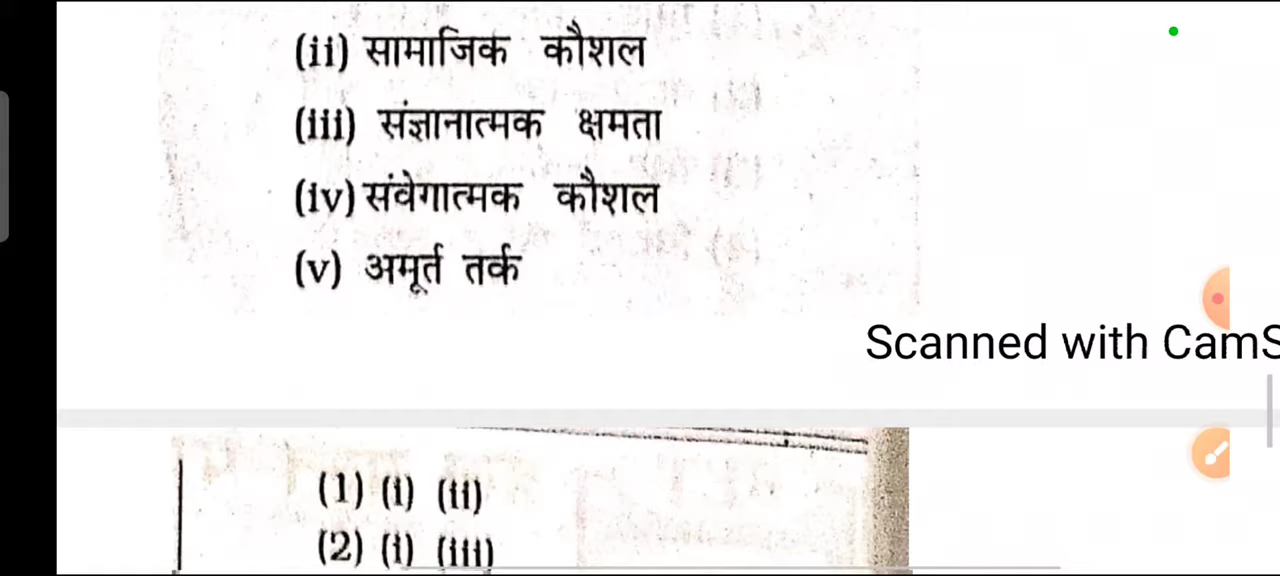 (ii) सामाजिक कौशल
(iii) संज्ञानात्मक क्षमता
(iv) संवेगात्मक कौशल
(v) अमूर्त तर्क
Scanned with CamS
(1) (i) (ii)
(2) (i) (iii)